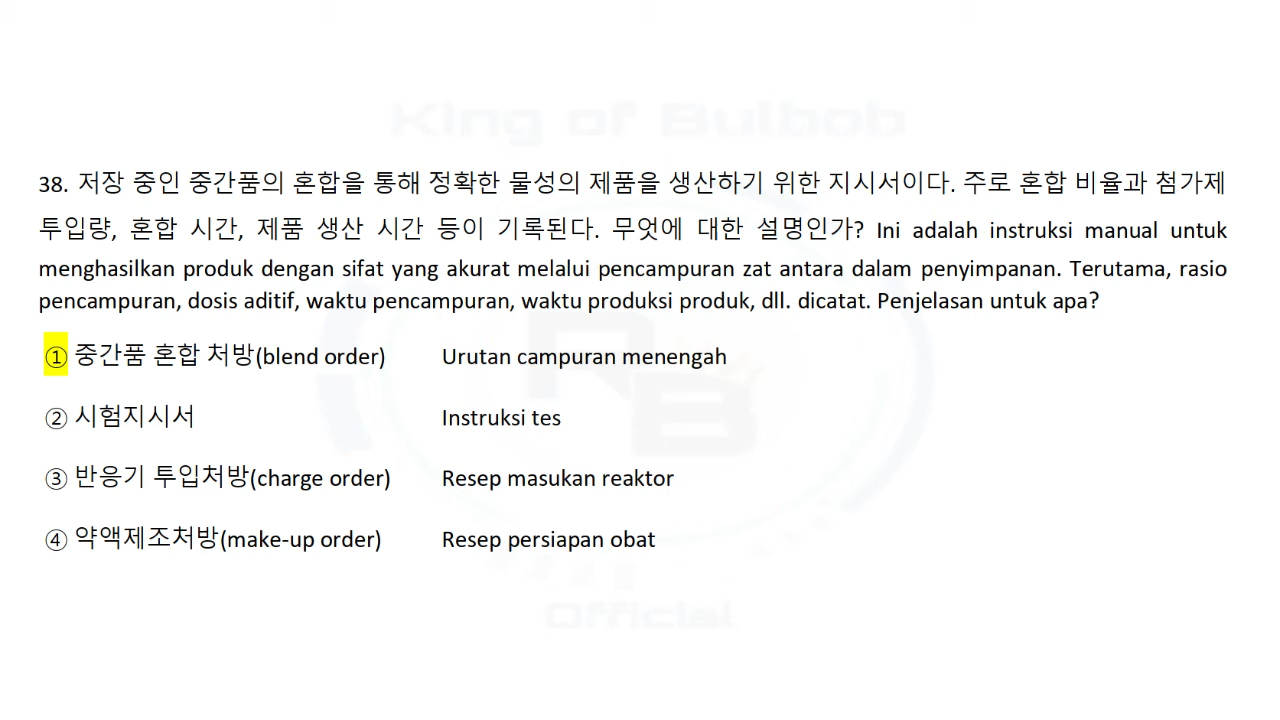 King of Bulbob
38. 저장 중인 중간품의 혼합을 통해 정확한 물성의 제품을 생산하기 위한 지시서이다. 주로 혼합 비율과 첨가제
투입량, 혼합 시간, 제품 생산 시간 등이 기록된다. 무엇에 대한 설명인가? Ini adalah instruksi manual untuk
menghasilkan produk dengan sifat yang akurat melalui pencampuran zat antara dalam penyimpanan. Terutama, rasio
pencampuran, dosis aditif, waktu pencampuran, waktu produksi produk, dll. dicatat. Penjelasan untuk apa?
① 중간품 혼합 처방(blend order) Urutan campuran menengah
② 시험지시서 Instruksi tes
③ 반응기 투입처방(charge order) Resep masukan reaktor
④ 약액제조처방(make-up order) Resep persiapan obat
RB
Official